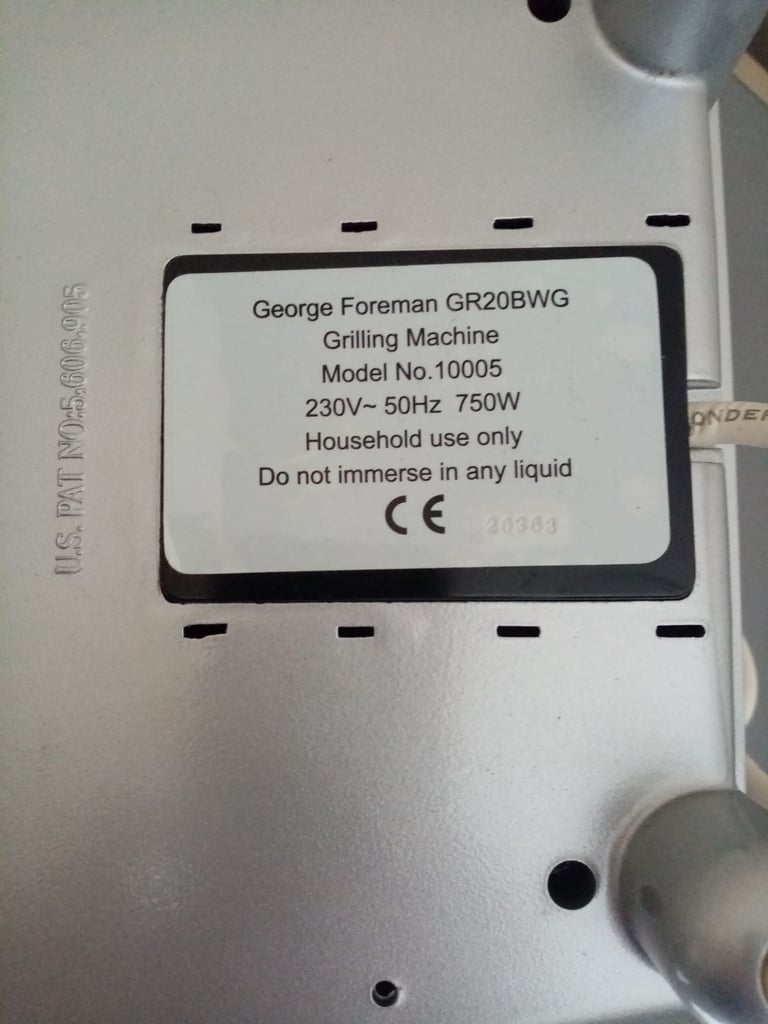 George Foreman GR20BWG
Grilling Machine
Model No.10005
230V~ 50Hz 750W
Household use only
Do not immerse in any liquid
CE 20363
U.S. PAT NO:5,606,905
ONDER